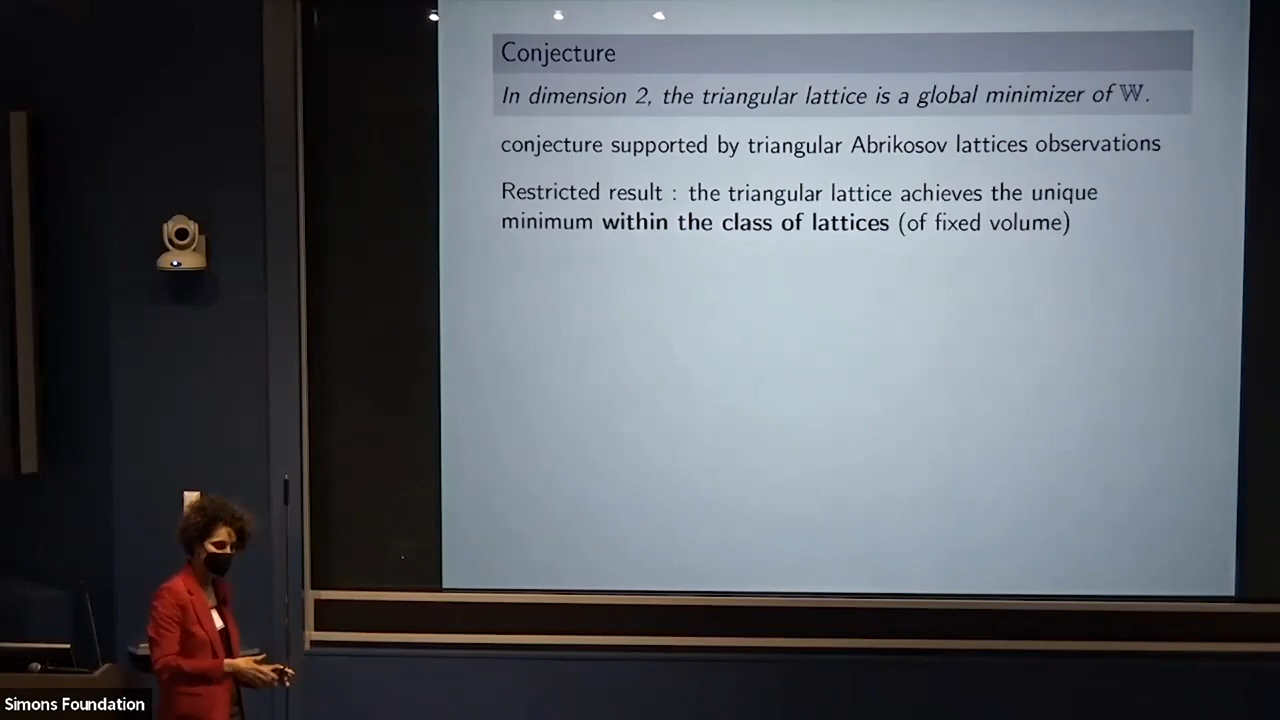 Conjecture
In dimension 2, the triangular lattice is a global minimizer of 𝕎.
conjecture supported by triangular Abrikosov lattices observations
Restricted result : the triangular lattice achieves the unique
minimum within the class of lattices (of fixed volume)
Simons Foundation